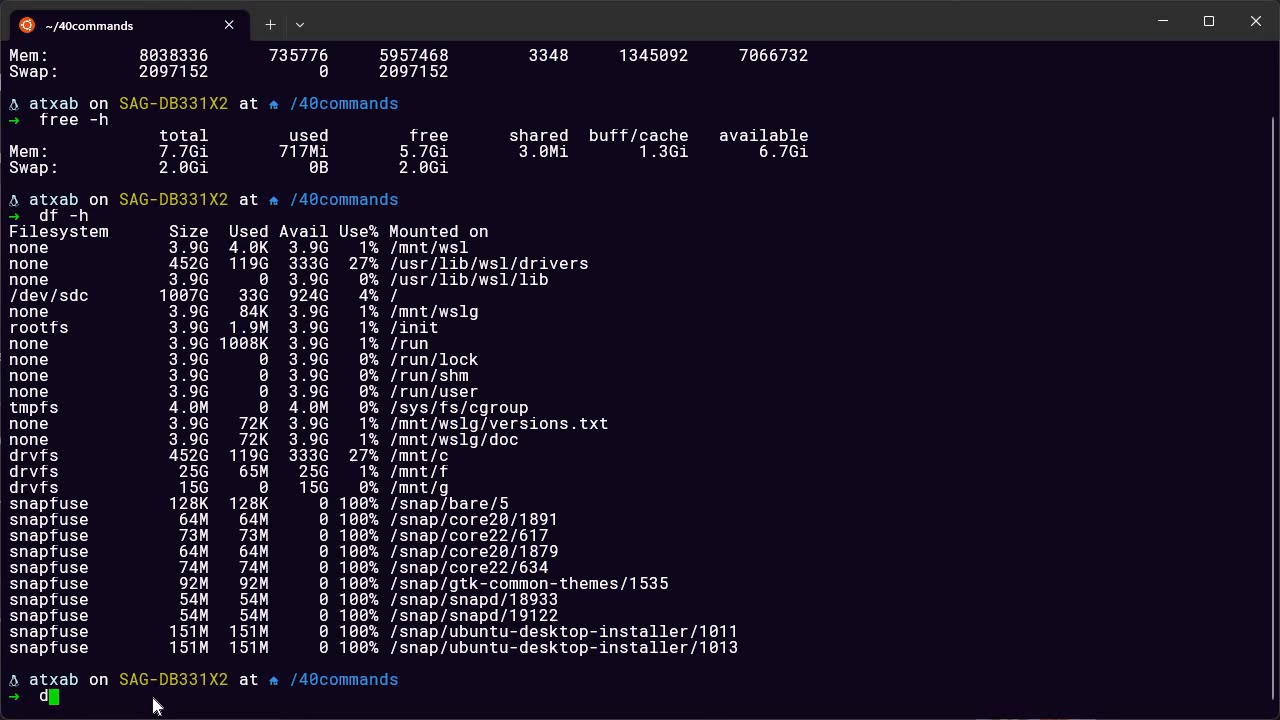 ~/40commands
Mem: 8038336 735776 5957468 3348 1345092 7066732
Swap: 2097152 0 2097152
atxab on SAG-DB331X2 at /40commands
→ free -h
total used free shared buff/cache available
Mem: 7.7Gi 717Mi 5.7Gi 3.0Mi 1.3Gi 6.7Gi
Swap: 2.0Gi 0B 2.0Gi
atxab on SAG-DB331X2 at /40commands
→ df -h
Filesystem Size Used Avail Use% Mounted on
none 3.9G 4.0K 3.9G 1% /mnt/wsl
none 452G 119G 333G 27% /usr/lib/wsl/drivers
none 3.9G 0 3.9G 0% /usr/lib/wsl/lib
/dev/sdc 1007G 33G 924G 4% /
none 3.9G 84K 3.9G 1% /mnt/wslg
rootfs 3.9G 1.9M 3.9G 1% /init
none 3.9G 1008K 3.9G 1% /run
none 3.9G 0 3.9G 0% /run/lock
none 3.9G 0 3.9G 0% /run/shm
none 3.9G 0 3.9G 0% /run/user
tmpfs 4.0M 0 4.0M 0% /sys/fs/cgroup
none 3.9G 72K 3.9G 1% /mnt/wslg/versions.txt
none 3.9G 72K 3.9G 1% /mnt/wslg/doc
drvfs 452G 119G 333G 27% /mnt/c
drvfs 25G 65M 25G 1% /mnt/f
drvfs 15G 0 15G 0% /mnt/g
snapfuse 128K 128K 0 100% /snap/bare/5
snapfuse 64M 64M 0 100% /snap/core20/1891
snapfuse 73M 73M 0 100% /snap/core22/617
snapfuse 64M 64M 0 100% /snap/core20/1879
snapfuse 74M 74M 0 100% /snap/core22/634
snapfuse 92M 92M 0 100% /snap/gtk-common-themes/1535
snapfuse 54M 54M 0 100% /snap/snapd/18933
snapfuse 54M 54M 0 100% /snap/snapd/19122
snapfuse 151M 151M 0 100% /snap/ubuntu-desktop-installer/1011
snapfuse 151M 151M 0 100% /snap/ubuntu-desktop-installer/1013
atxab on SAG-DB331X2 at /40commands
→ d